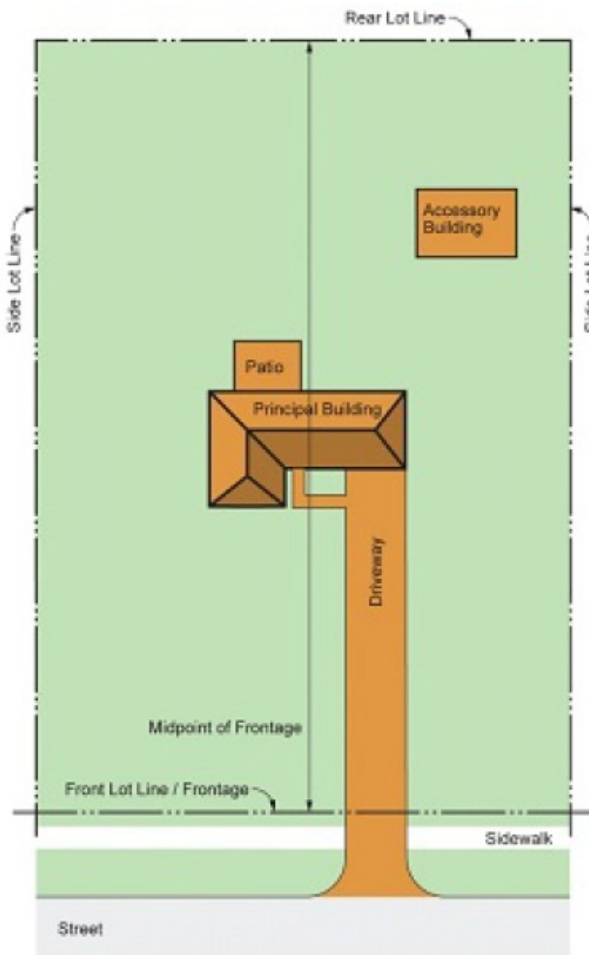 Rear Lot Line
Side Lot Line
Accessory
Building
Side Lot Line
Patio
Principal Building
Driveway
Midpoint of Frontage
Front Lot Line / Frontage
Sidewalk
Street